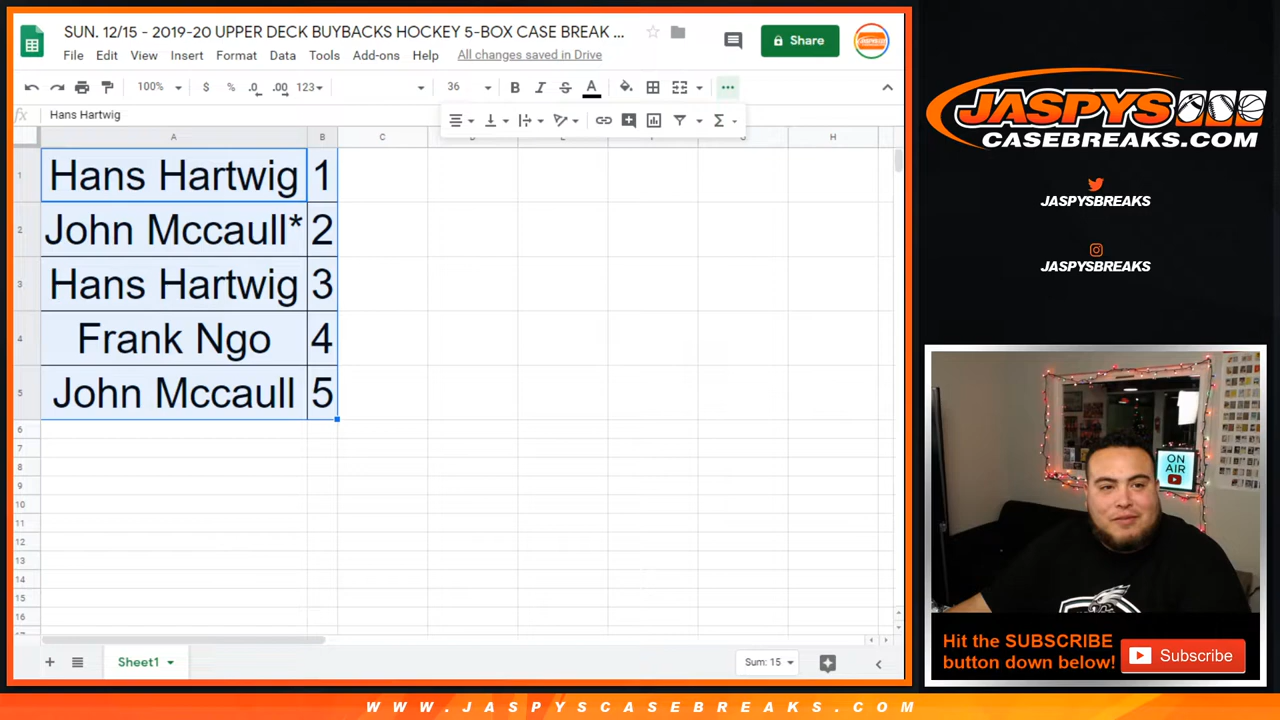 SUN. 12/15 - 2019-20 UPPER DECK BUYBACKS HOCKEY 5-BOX CASE BREAK ...
File Edit View Insert Format Data Tools Add-ons Help All changes saved in Drive
Share
100% $ % .0 .00 123 36 B I S A
fx Hans Hartwig
A B C H
1 Hans Hartwig 1
2 John Mccaull* 2
3 Hans Hartwig 3
4 Frank Ngo 4
5 John Mccaull 5
6
7
8
9
10
11
12
13
14
15
16
Sheet1
Sum: 15
JASPYS
CASEBREAKS.COM
JASPYSBREAKS
JASPYSBREAKS
ON
AIR
Hit the SUBSCRIBE
button down below!
Subscribe
WWW.JASPYSCASEBREAKS.COM